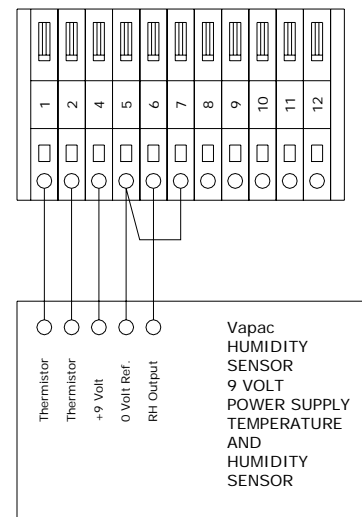 1 2 4 5 6 7 8 9 10 11 12
Thermistor
Thermistor
+9 Volt
0 Volt Ref.
RH Output
Vapac
HUMIDITY
SENSOR
9 VOLT
POWER SUPPLY
TEMPERATURE
AND
HUMIDITY
SENSOR